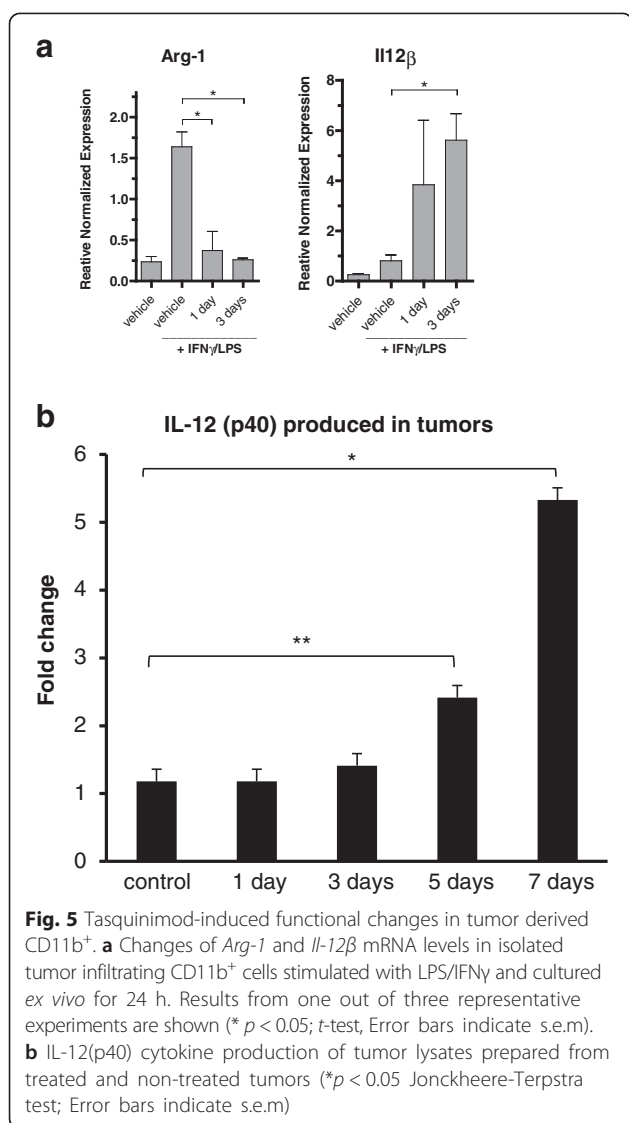 a
Arg-1
Il12β
Reative Normalized Expression
2.0
1.5
1.0
0.5
0.0
*
*
vehicle
vehicle
1 day
3 days
+ IFNγ/LPS
Reative Normalized Expression
8
6
4
2
0
*
vehicle
vehicle
1 day
3 days
+ IFNγ/LPS
b
IL-12 (p40) produced in tumors
Fold change
6
5
4
3
2
1
0
*
**
control
1 day
3 days
5 days
7 days
Fig. 5 Tasquinimod-induced functional changes in tumor derived
CD11b⁺. a Changes of Arg-1 and Il-12β mRNA levels in isolated
tumor infiltrating CD11b⁺ cells stimulated with LPS/IFNγ and cultured
ex vivo for 24 h. Results from one out of three representative
experiments are shown (* p < 0.05; t-test, Error bars indicate s.e.m).
b IL-12(p40) cytokine production of tumor lysates prepared from
treated and non-treated tumors (*p < 0.05 Jonckheere-Terpstra
test; Error bars indicate s.e.m)